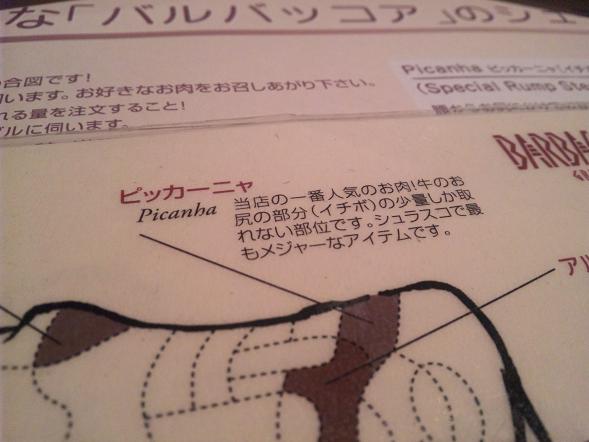 な「バルバッコア」のシュ
の合図です!
います。お好きなお肉をお召しあがり下さい。
れる量を注文すること!
ブルに伺います。
Picanha ピッカーニャ(イチ
(Special Rump Ste
ピッカーニャ
Picanha
当店の一番人気のお肉!牛のお
尻の部分(イチボ)の少量しか取
れない部位です。シュラスコで最
もメジャーなアイテムです。
アル